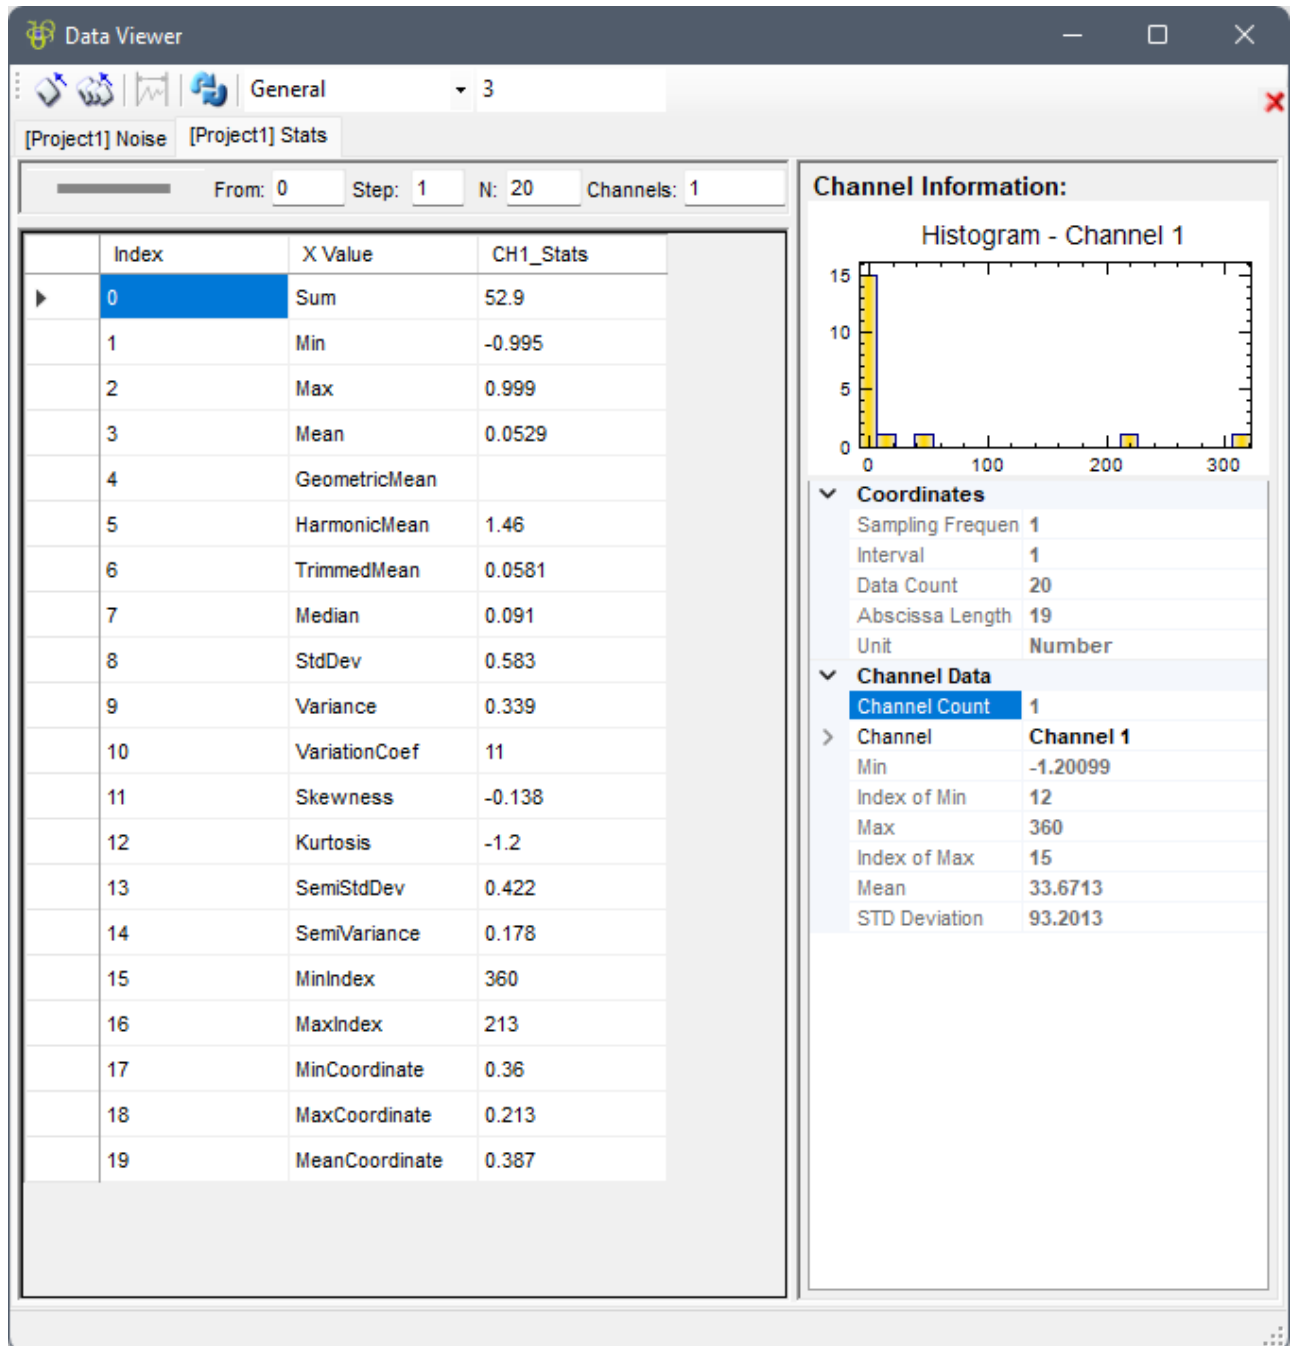 Data Viewer
General 3
[Project1] Noise [Project1] Stats
From: 0 Step: 1 N: 20 Channels: 1
Index X Value CH1_Stats
0 Sum 52.9
1 Min -0.995
2 Max 0.999
3 Mean 0.0529
4 GeometricMean
5 HarmonicMean 1.46
6 TrimmedMean 0.0581
7 Median 0.091
8 StdDev 0.583
9 Variance 0.339
10 VariationCoef 11
11 Skewness -0.138
12 Kurtosis -1.2
13 SemiStdDev 0.422
14 SemiVariance 0.178
15 MinIndex 360
16 MaxIndex 213
17 MinCoordinate 0.36
18 MaxCoordinate 0.213
19 MeanCoordinate 0.387
Channel Information:
Histogram - Channel 1
15
10
5
0
0 100 200 300
Coordinates
Sampling Frequen 1
Interval 1
Data Count 20
Abscissa Length 19
Unit Number
Channel Data
Channel Count 1
Channel Channel 1
Min -1.20099
Index of Min 12
Max 360
Index of Max 15
Mean 33.6713
STD Deviation 93.2013